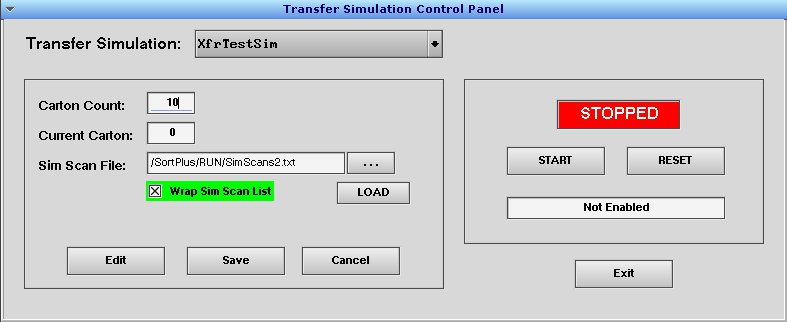 Transfer Simulation Control Panel
Transfer Simulation: XfrTestSim
Carton Count: 10
Current Carton: 0
Sim Scan File: /SortPlus/RUN/SimScans2.txt ...
Wrap Sim Scan List LOAD
Edit Save Cancel
STOPPED
START RESET
Not Enabled
Exit